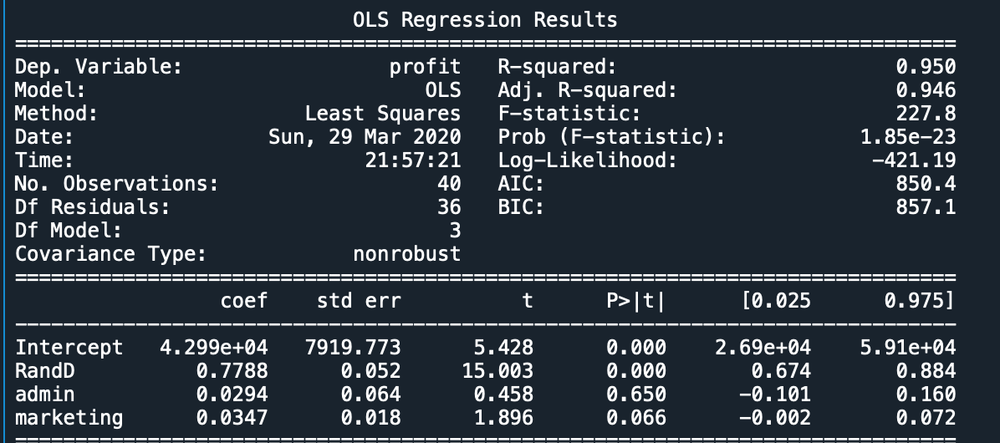 OLS Regression Results
==============================================================================
Dep. Variable: profit R-squared: 0.950
Model: OLS Adj. R-squared: 0.946
Method: Least Squares F-statistic: 227.8
Date: Sun, 29 Mar 2020 Prob (F-statistic): 1.85e-23
Time: 21:57:21 Log-Likelihood: -421.19
No. Observations: 40 AIC: 850.4
Df Residuals: 36 BIC: 857.1
Df Model: 3
Covariance Type: nonrobust
==============================================================================
coef std err t P>|t| [0.025 0.975]
------------------------------------------------------------------------------
Intercept 4.299e+04 7919.773 5.428 0.000 2.69e+04 5.91e+04
RandD 0.7788 0.052 15.003 0.000 0.674 0.884
admin 0.0294 0.064 0.458 0.650 -0.101 0.160
marketing 0.0347 0.018 1.896 0.066 -0.002 0.072
==============================================================================